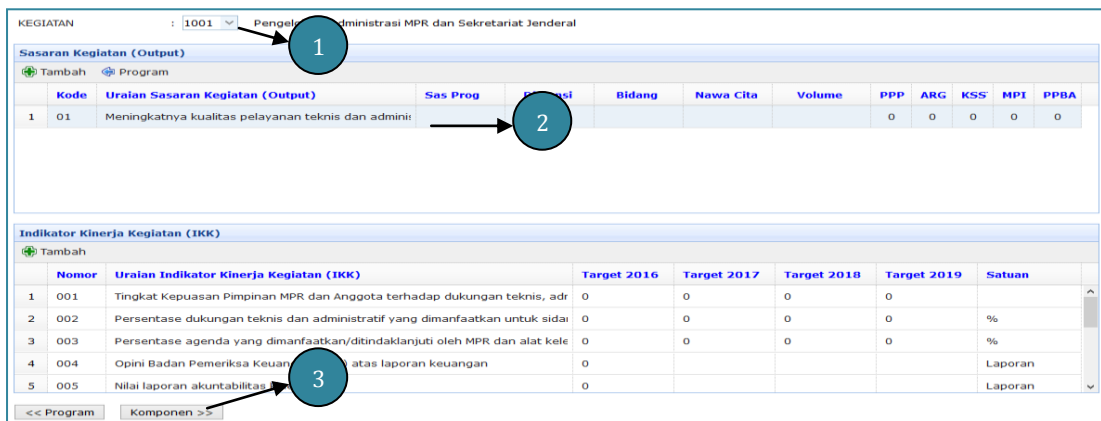 KEGIATAN : 1001 Pengel dministrasi MPR dan Sekretariat Jenderal
1
Sasaran Kegiatan (Output)
Tambah Program
Kode Uraian Sasaran Kegiatan (Output) Sas Prog Bidang Nawa Cita Volume PPP ARG KSS MPI PPBA
1 01 Meningkatnya kualitas pelayanan teknis dan adminis 0 0 0 0 0
2
Indikator Kinerja Kegiatan (IKK)
Tambah
Nomor Uraian Indikator Kinerja Kegiatan (IKK) Target 2016 Target 2017 Target 2018 Target 2019 Satuan
1 001 Tingkat Kepuasan Pimpinan MPR dan Anggota terhadap dukungan teknis, adr 0 0 0 0
2 002 Persentase dukungan teknis dan administratif yang dimanfaatkan untuk sidar 0 0 0 0 %
3 003 Persentase agenda yang dimanfaatkan/ditindaklanjuti oleh MPR dan alat kele 0 0 0 0 %
4 004 Opini Badan Pemeriksa Keuan atas laporan keuangan 0 Laporan
5 005 Nilai laporan akuntabilitas 0 Laporan
3
<< Program Komponen >>